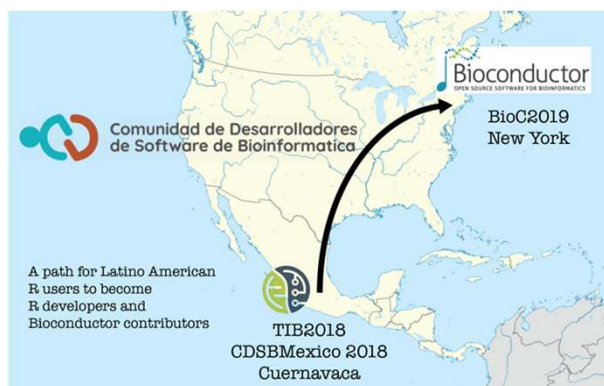 Bioconductor
OPEN SOURCE SOFTWARE FOR BIOINFORMATICS
BioC2019
New York
Comunidad de Desarrolladores
de Software de Bioinformatica
A path for Latino American
R users to become
R developers and
Bioconductor contributors
TIB2018
CDSBMexico 2018
Cuernavaca